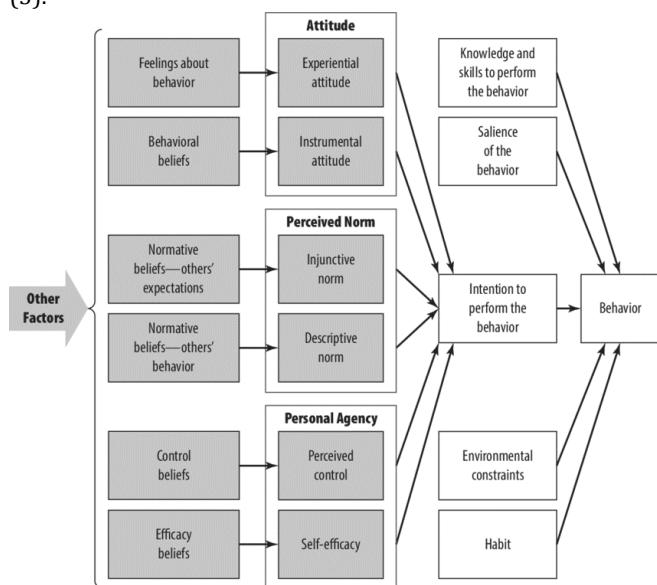 (3).
Attitude
Feelings about
behavior
Experiential
attitude
Behavioral
beliefs
Instrumental
attitude
Knowledge and
skills to perform
the behavior
Salience
of the
behavior
Perceived Norm
Normative
beliefs—others'
expectations
Injunctive
norm
Normative
beliefs—others'
behavior
Descriptive
norm
Other
Factors
Intention to
perform the
behavior
Behavior
Personal Agency
Control
beliefs
Perceived
control
Efficacy
beliefs
Self-efficacy
Environmental
constraints
Habit